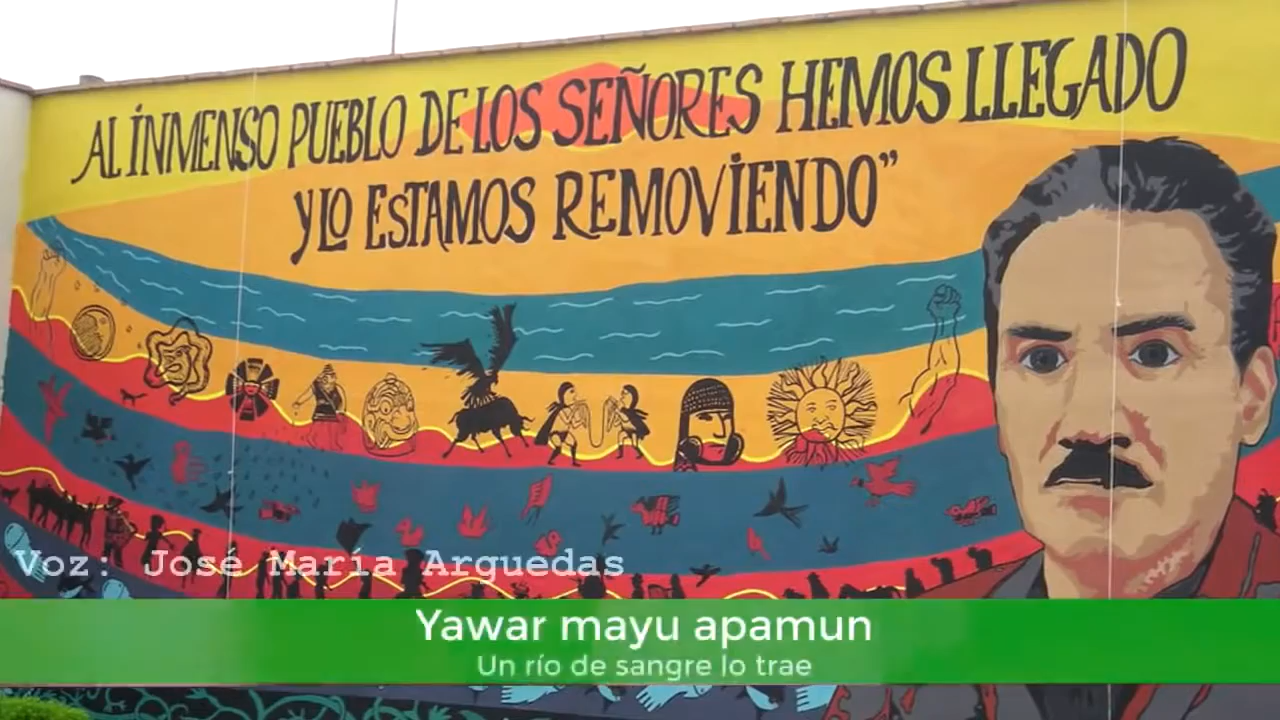 AL INMENSO PUEBLO DE LOS SEÑORES HEMOS LLEGADO
Y LO ESTAMOS REMOVIENDO”
Voz: José María Arguedas
Yawar mayu apamun
Un río de sangre lo trae